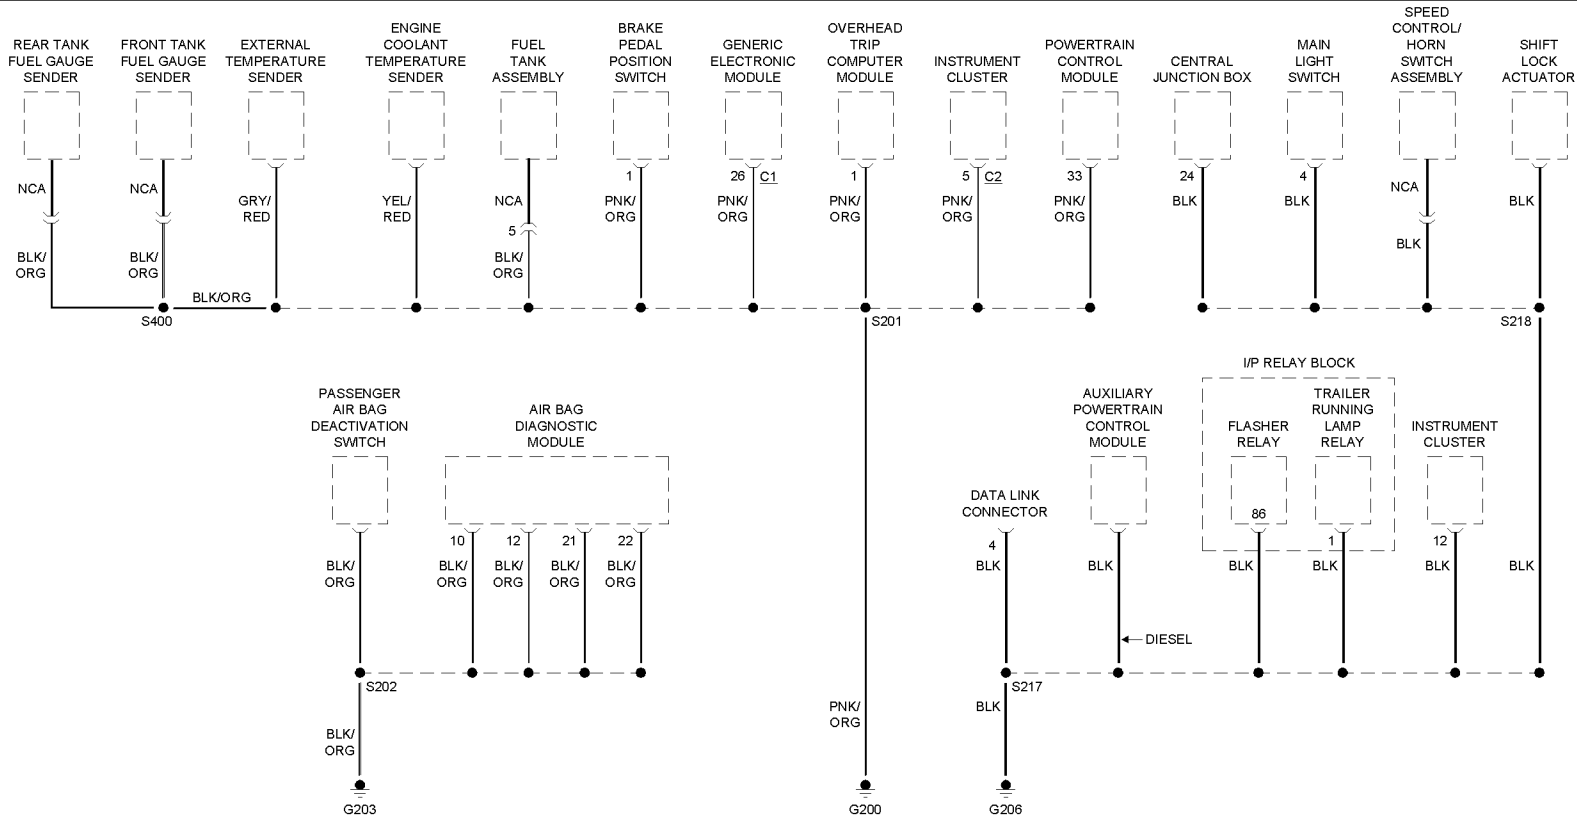 REAR TANK
FUEL GAUGE
SENDER
FRONT TANK
FUEL GAUGE
SENDER
EXTERNAL
TEMPERATURE
SENDER
ENGINE
COOLANT
TEMPERATURE
SENDER
FUEL
TANK
ASSEMBLY
BRAKE
PEDAL
POSITION
SWITCH
GENERIC
ELECTRONIC
MODULE
OVERHEAD
TRIP
COMPUTER
MODULE
INSTRUMENT
CLUSTER
POWERTRAIN
CONTROL
MODULE
CENTRAL
JUNCTION BOX
MAIN
LIGHT
SWITCH
SPEED
CONTROL/
HORN
SWITCH
ASSEMBLY
SHIFT
LOCK
ACTUATOR
1
26 C1
1
5 C2
33
24
4
NCA
NCA
GRY/
RED
YEL/
RED
NCA
PNK/
ORG
PNK/
ORG
PNK/
ORG
PNK/
ORG
PNK/
ORG
BLK
BLK
NCA
BLK
5
BLK/
ORG
BLK/
ORG
BLK/
ORG
BLK
BLK/ORG
S400
S201
S218
PASSENGER
AIR BAG
DEACTIVATION
SWITCH
AIR BAG
DIAGNOSTIC
MODULE
DATA LINK
CONNECTOR
AUXILIARY
POWERTRAIN
CONTROL
MODULE
I/P RELAY BLOCK
FLASHER
RELAY
TRAILER
RUNNING
LAMP
RELAY
INSTRUMENT
CLUSTER
86
10
12
21
22
4
1
12
BLK/
ORG
BLK/
ORG
BLK/
ORG
BLK/
ORG
BLK/
ORG
BLK
BLK
BLK
BLK
BLK
BLK
DIESEL
S202
S217
BLK/
ORG
PNK/
ORG
BLK
G203
G200
G206